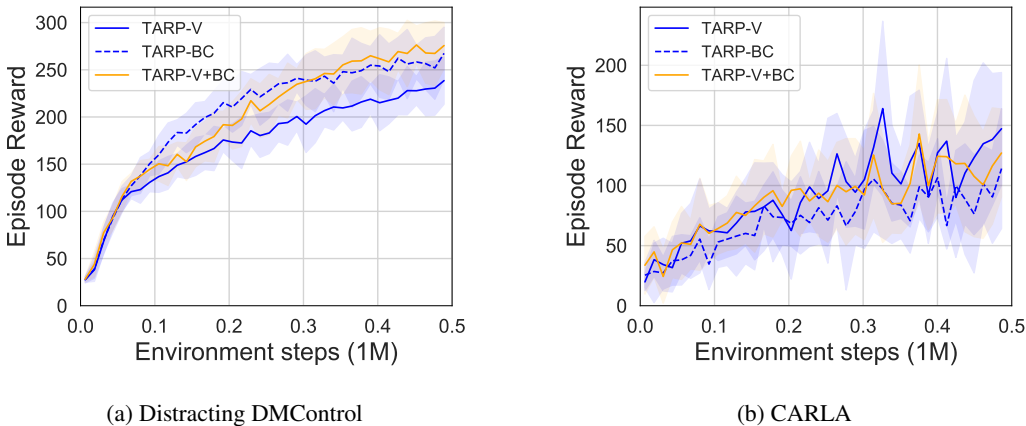 300
250
200
150
100
50
0
Episode Reward
TARP-V
TARP-BC
TARP-V+BC
0.0 0.1 0.2 0.3 0.4 0.5
Environment steps (1M)
(a) Distracting DMControl
200
150
100
50
0
Episode Reward
TARP-V
TARP-BC
TARP-V+BC
0.0 0.1 0.2 0.3 0.4 0.5
Environment steps (1M)
(b) CARLA